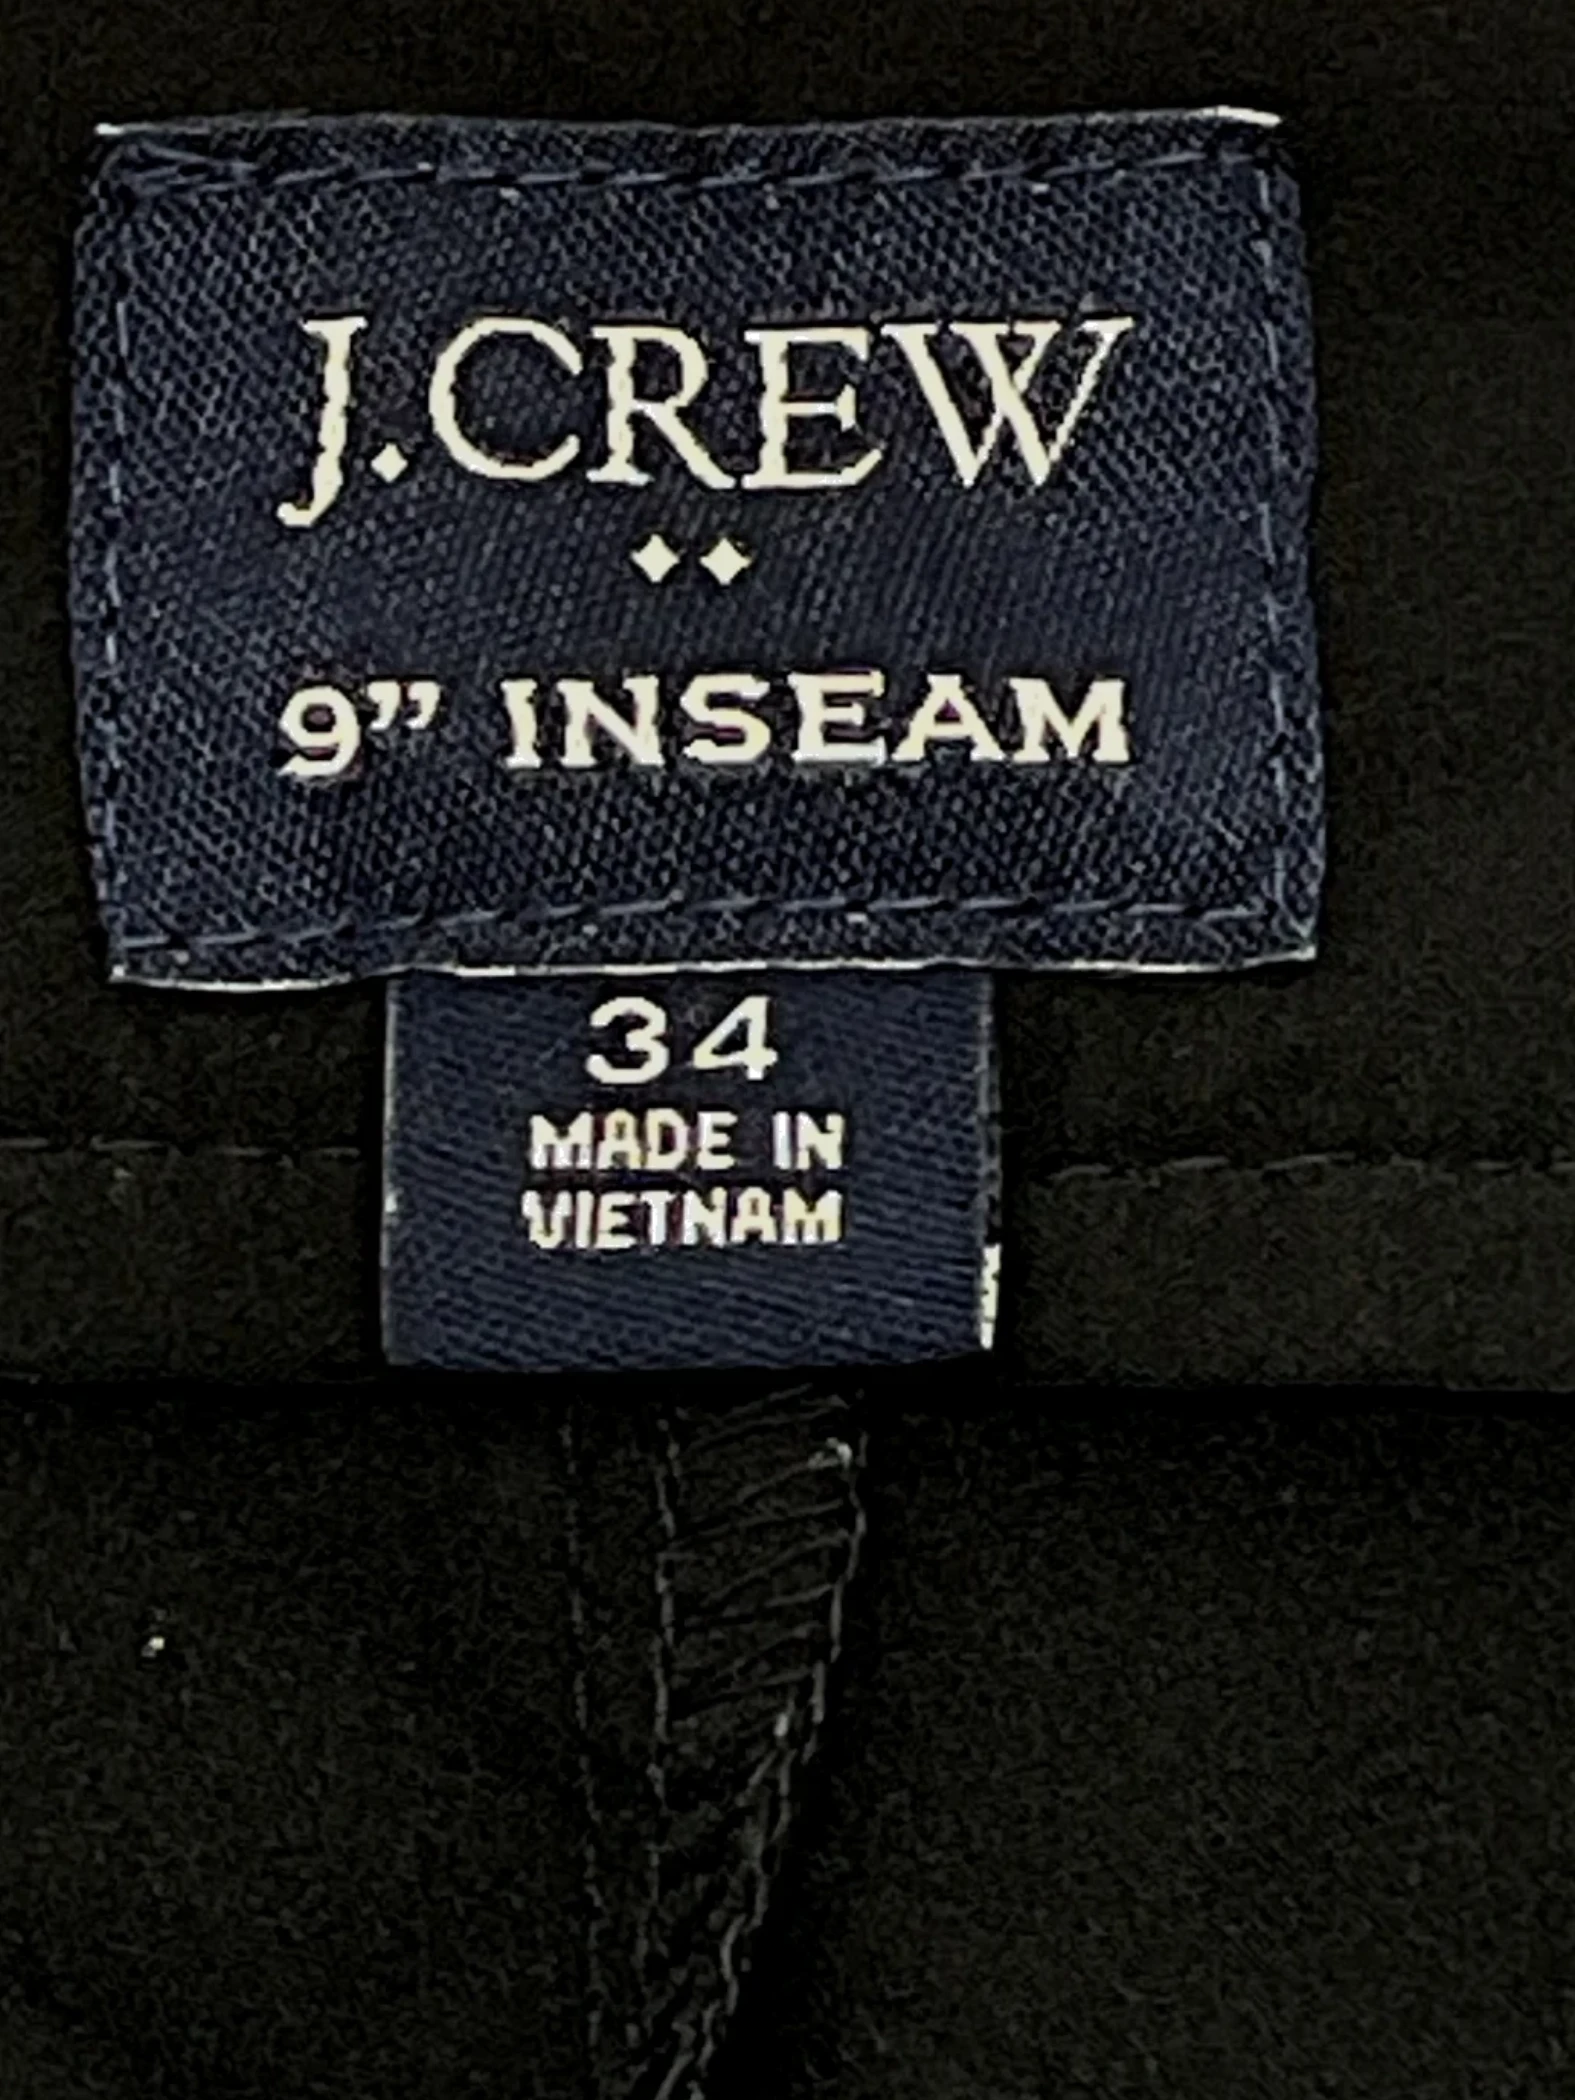 J.CREW
9” INSEAM
34
MADE IN
VIETNAM